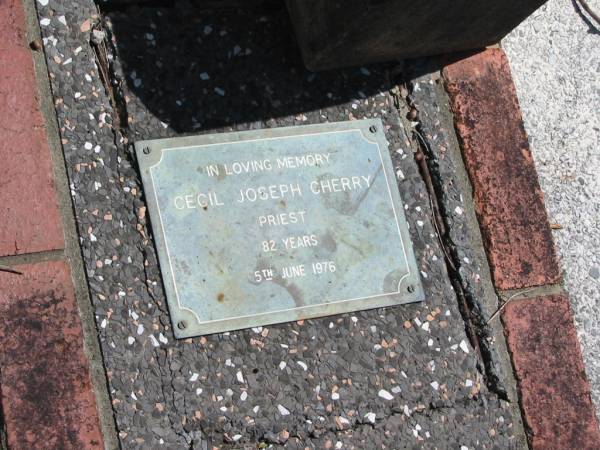 IN LOVING MEMORY
CECIL JOSEPH CHERRY
PRIEST
82 YEARS
5TH JUNE 1976